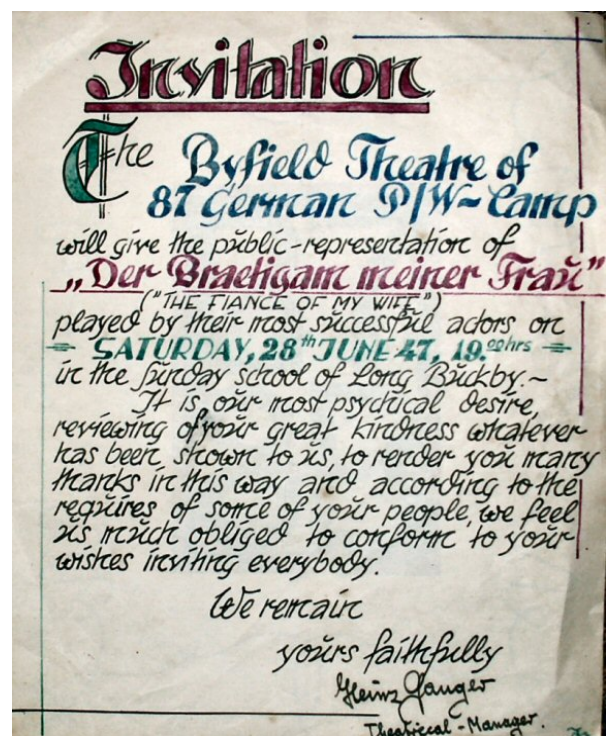 Invitation
The Byfield Theatre of
87 German P/W-Camp
will give the public-representation of
„Der Braeutigam meiner Frau"
("THE FIANCE OF MY WIFE")
played by their most successful actors on
= SATURDAY, 28th JUNE 47, 19.00hrs =
in the Sunday school of Long Buckby.~
It is our most psychical desire,
reviewing of your great kindness whatever
has been shown to us, to render you many
thanks in this way and according to the
requires of some of your people, we feel
us much obliged to conform to your
wishes inviting everybody.
We remain
yours faithfully
Heinz
Theatrical-Manager.